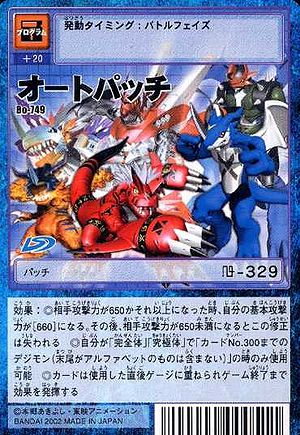 プログラム
+20
発動タイミング：バトルフェイズ
オートパッチ
Bo-749
パッチ
-329
効果：◎相手攻撃力が650かそれ以上になった時、自分の基本攻撃
力が［660］になる。その後、相手攻撃力が650未満になるとこの修正
は失われる　◎自分が「完全体」「究極体」で「カードNo.300までの
デジモン（末尾がアルファベットのものは含まない）」の時のみ使用
可能　◎カードは使用した直後ゲージに重ねられゲーム終了まで
効果を発揮する
©本郷あきよし・東映アニメーション
BANDAI 2002 MADE IN JAPAN